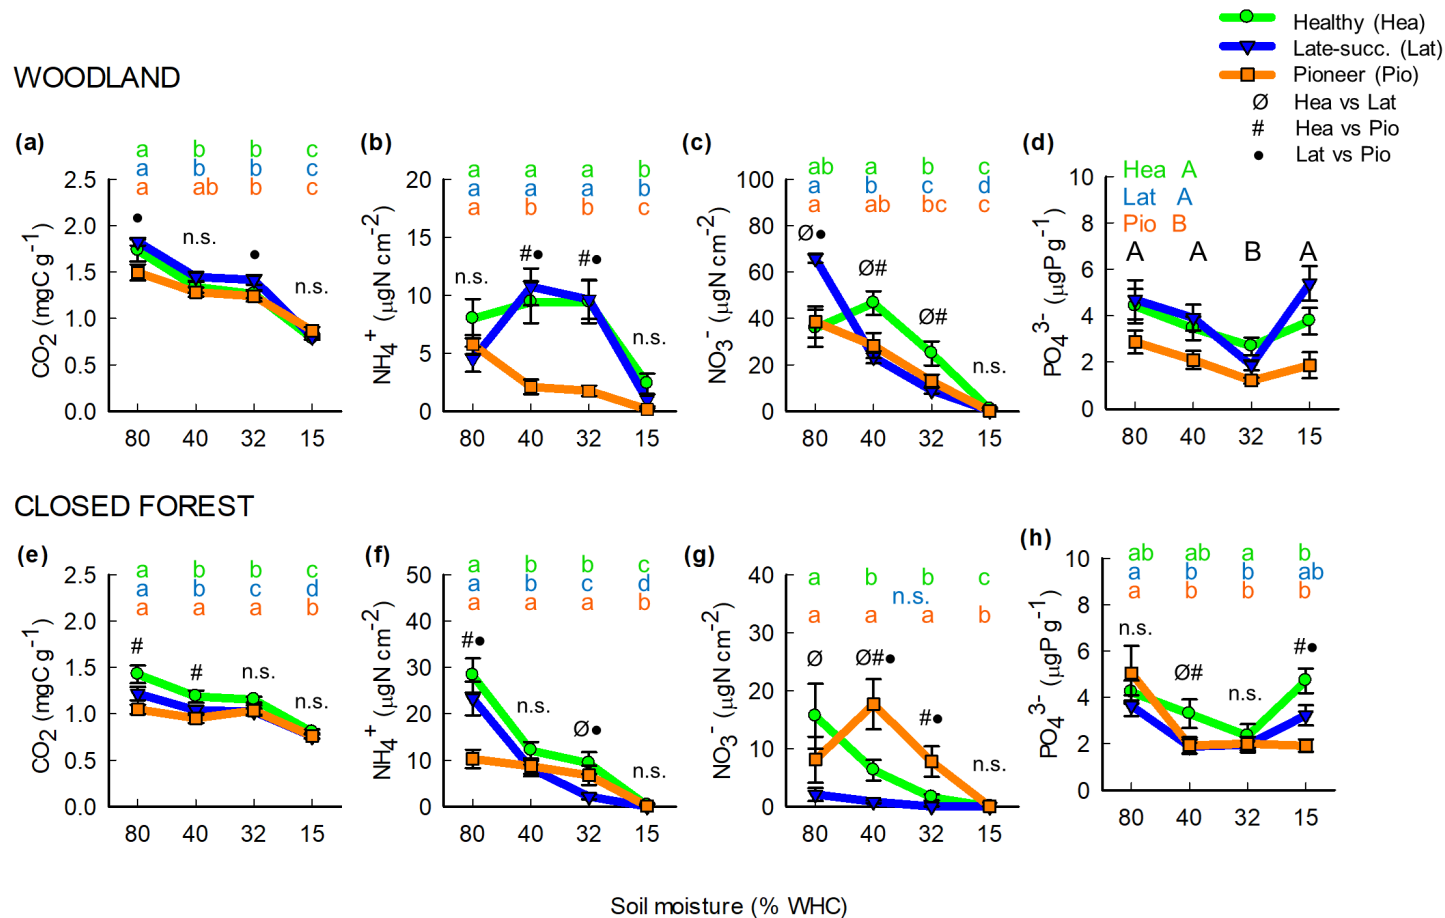 Healthy (Hea)
Late-succ. (Lat)
Pioneer (Pio)
Ø Hea vs Lat
# Hea vs Pio
● Lat vs Pio
WOODLAND
(a)
a b b c
a b b c
a ab b c
2.5
2.0
1.5
1.0
0.5
0.0
CO2 (mgC g-1)
●
n.s.
●
n.s.
80 40 32 15
(b)
a a a b
a a a b
a b b c
20
15
10
5
0
NH4+ (µgN cm-2)
n.s.
#●
#●
n.s.
80 40 32 15
(c)
ab a b c
a b c d
a ab bc c
100
80
60
40
20
0
NO3- (µgN cm-2)
Ø●
Ø#
Ø#
n.s.
80 40 32 15
(d)
Hea A
Lat A
Pio B
A A B A
10
8
6
4
2
0
PO4 3- (µgP g-1)
80 40 32 15
CLOSED FOREST
(e)
a b b c
a b c d
a a a b
2.5
2.0
1.5
1.0
0.5
0.0
CO2 (mgC g-1)
#
#
n.s.
n.s.
80 40 32 15
(f)
a b b c
a b c d
a a a b
50
40
30
20
10
0
NH4+ (µgN cm-2)
#●
n.s.
Ø●
n.s.
80 40 32 15
(g)
a b b c
n.s.
a a a b
40
30
20
10
0
NO3- (µgN cm-2)
Ø
Ø#●
#●
n.s.
80 40 32 15
(h)
ab ab a b
a b b ab
a b b b
10
8
6
4
2
0
PO4 3- (µgP g-1)
n.s.
Ø#
n.s.
#●
80 40 32 15
Soil moisture (% WHC)